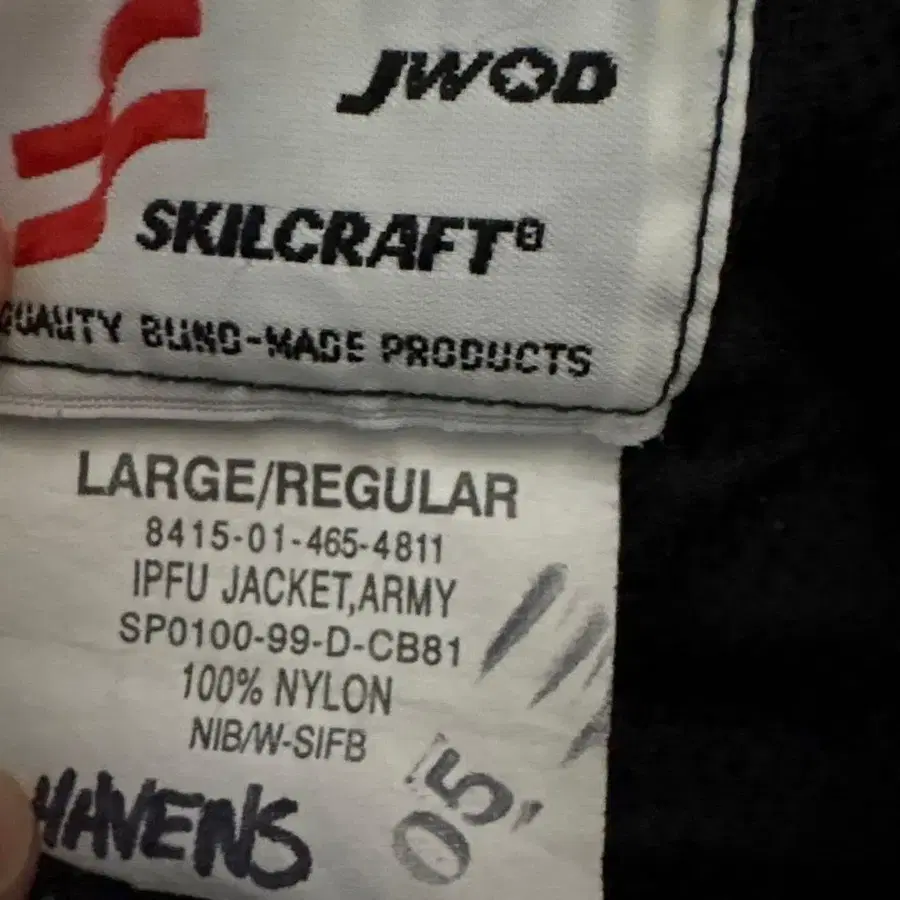 JWOD
SKILCRAFT®
QUALITY BLIND-MADE PRODUCTS
LARGE/REGULAR
8415-01-465-4811
IPFU JACKET,ARMY
SP0100-99-D-CB81
100% NYLON
NIB/W-SIFB
HAVENS
05